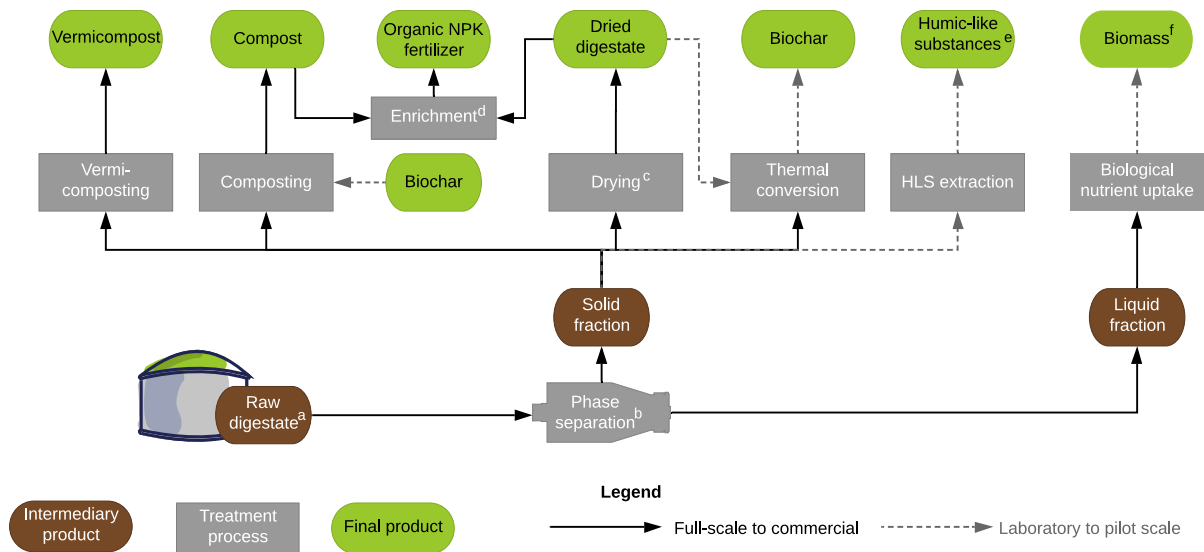 Vermicompost
Compost
Organic NPK
fertilizer
Dried
digestate
Biochar
Humic-like
substances e
Biomass f
Enrichment d
Vermi-
composting
Composting
Biochar
Drying c
Thermal
conversion
HLS extraction
Biological
nutrient uptake
Solid
fraction
Liquid
fraction
Raw
digestate a
Phase
separation b
Legend
Intermediary
product
Treatment
process
Final product
Full-scale to commercial
Laboratory to pilot scale